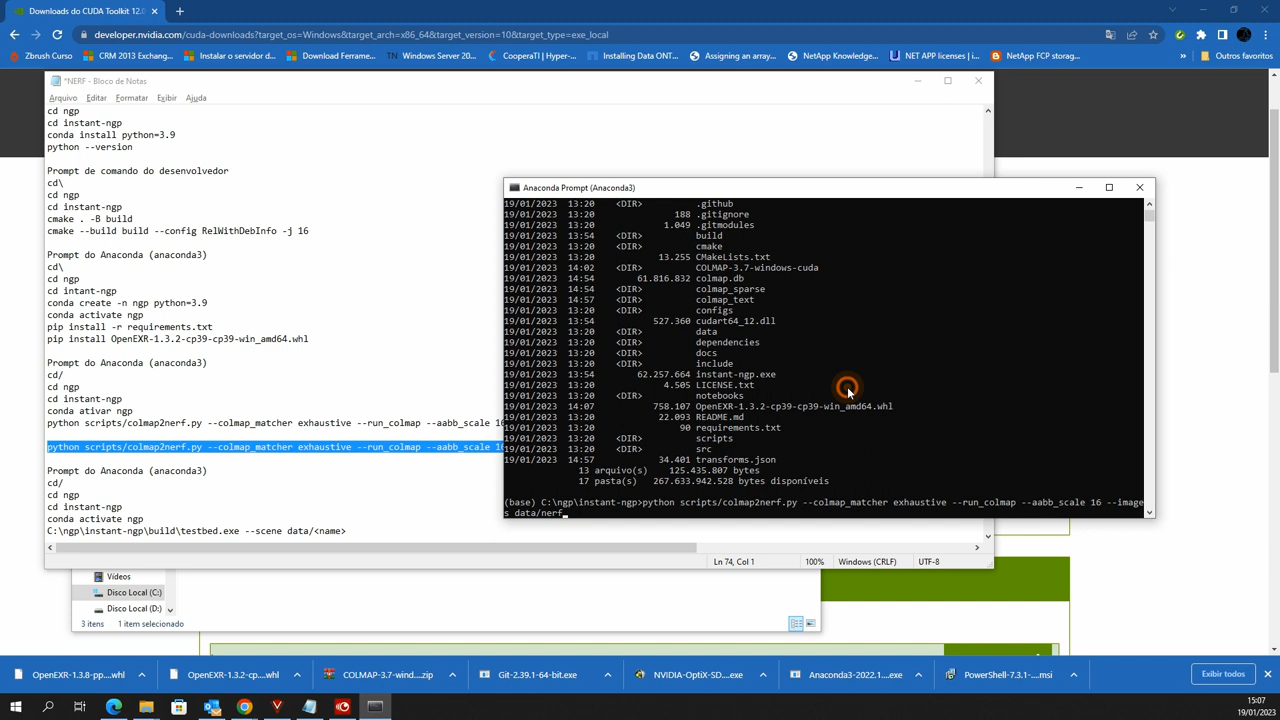 Downloads do CUDA Toolkit 12.0
developer.nvidia.com/cuda-downloads?target_os=Windows&target_arch=x86_64&target_version=10&target_type=exe_local
Zbrush Curso
CRM 2013 Exchang...
Instalar o servidor d...
Download Ferrame...
Windows Server 20...
CooperaTI | Hyper-...
Installing Data ONT...
Assigning an array...
NetApp Knowledge...
NET APP licenses | i...
NetApp FCP storag...
»
Outros favoritos
*NERF - Bloco de Notas
Arquivo Editar Formatar Exibir Ajuda
cd ngp
cd instant-ngp
conda install python=3.9
python --version
Prompt de comando do desenvolvedor
cd\
cd ngp
cd instant-ngp
cmake . -B build
cmake --build build --config RelWithDebInfo -j 16
Prompt do Anaconda (anaconda3)
cd\
cd ngp
cd intant-ngp
conda create -n ngp python=3.9
conda activate ngp
pip install -r requirements.txt
pip install OpenEXR-1.3.2-cp39-cp39-win_amd64.whl
Prompt do Anaconda (anaconda3)
cd/
cd ngp
cd instant-ngp
conda ativar ngp
python scripts/colmap2nerf.py --colmap_matcher exhaustive --run_colmap --aabb_scale 16
python scripts/colmap2nerf.py --colmap_matcher exhaustive --run_colmap --aabb_scale 16
Prompt do Anaconda (anaconda3)
cd/
cd ngp
cd instant-ngp
conda activate ngp
C:\ngp\instant-ngp\build\testbed.exe --scene data/<name>
Ln 74, Col 1
100%
Windows (CRLF)
UTF-8
Anaconda Prompt (Anaconda3)
19/01/2023 13:20 <DIR> .github
19/01/2023 13:20 188 .gitignore
19/01/2023 13:20 1.049 .gitmodules
19/01/2023 13:54 <DIR> build
19/01/2023 13:20 <DIR> cmake
19/01/2023 13:20 13.255 CMakeLists.txt
19/01/2023 14:02 <DIR> COLMAP-3.7-windows-cuda
19/01/2023 14:54 61.816.832 colmap.db
19/01/2023 14:54 <DIR> colmap_sparse
19/01/2023 14:57 <DIR> colmap_text
19/01/2023 13:20 <DIR> configs
19/01/2023 13:54 527.360 cudart64_12.dll
19/01/2023 13:20 <DIR> data
19/01/2023 13:20 <DIR> dependencies
19/01/2023 13:20 <DIR> docs
19/01/2023 13:20 <DIR> include
19/01/2023 13:54 62.257.664 instant-ngp.exe
19/01/2023 13:20 4.505 LICENSE.txt
19/01/2023 13:20 <DIR> notebooks
19/01/2023 14:07 758.107 OpenEXR-1.3.2-cp39-cp39-win_amd64.whl
19/01/2023 13:20 22.093 README.md
19/01/2023 13:20 90 requirements.txt
19/01/2023 13:20 <DIR> scripts
19/01/2023 13:20 <DIR> src
19/01/2023 14:57 34.401 transforms.json
13 arquivo(s) 125.435.807 bytes
17 pasta(s) 267.633.942.528 bytes disponíveis
(base) C:\ngp\instant-ngp>python scripts/colmap2nerf.py --colmap_matcher exhaustive --run_colmap --aabb_scale 16 --image
s data/nerf
Vídeos
Disco Local (C:)
Disco Local (D:)
3 itens
1 item selecionado
OpenEXR-1.3.8-pp....whl
OpenEXR-1.3.2-cp....whl
COLMAP-3.7-wind....zip
Git-2.39.1-64-bit.exe
NVIDIA-OptiX-SD....exe
Anaconda3-2022.1....exe
PowerShell-7.3.1-....msi
Exibir todos
15:07
19/01/2023